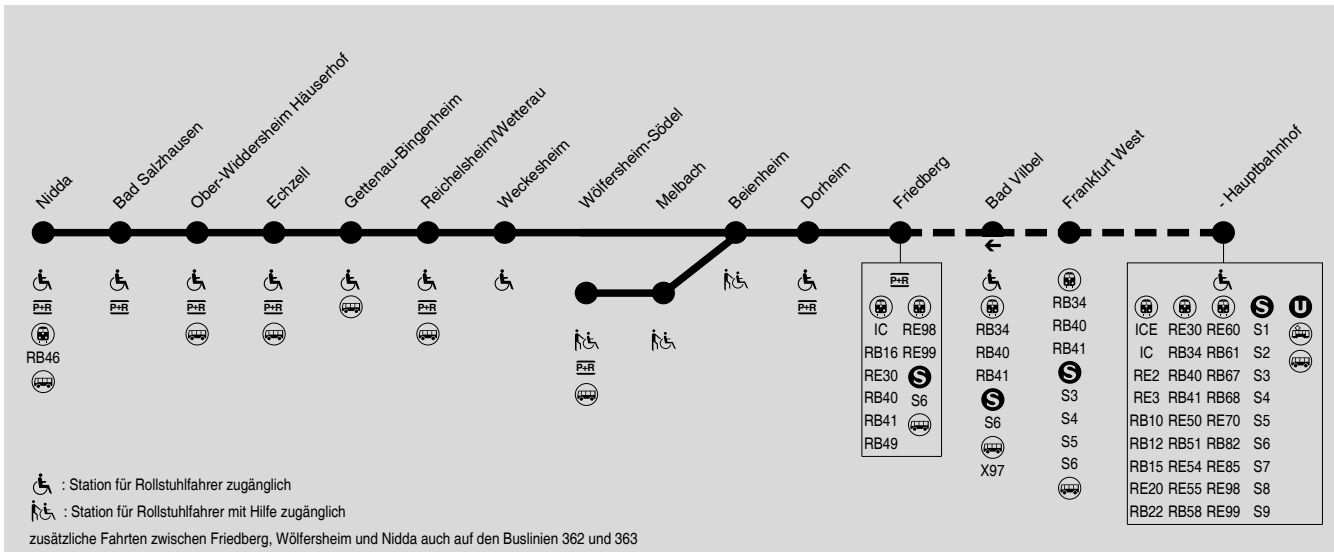 Nidda
Bad Salzhausen
Ober-Widdersheim Häuserhof
Echzell
Gettenau-Bingenheim
Reichelsheim/Wetterau
Weckesheim
Wölfersheim-Södel
Melbach
Beienheim
Dorheim
Friedberg
Bad Vilbel
Frankfurt West
- Hauptbahnhof
P+R
RB46
P+R
P+R
P+R
P+R
P+R
P+R
P+R
IC RE98
RB16 RE99
RE30 S
RB40 S6
RB41
RB49
RB34
RB40
RB41
S
S6
X97
RB34
RB40
RB41
S
S3
S4
S5
S6
S U
ICE RE30 RE60 S1
IC RB34 RB61 S2
RE2 RB40 RB67 S3
RE3 RB41 RB68 S4
RB10 RE50 RE70 S5
RB12 RB51 RB82 S6
RB15 RE54 RE85 S7
RE20 RE55 RE98 S8
RB22 RB58 RE99 S9
: Station für Rollstuhlfahrer zugänglich
: Station für Rollstuhlfahrer mit Hilfe zugänglich
zusätzliche Fahrten zwischen Friedberg, Wölfersheim und Nidda auch auf den Buslinien 362 und 363